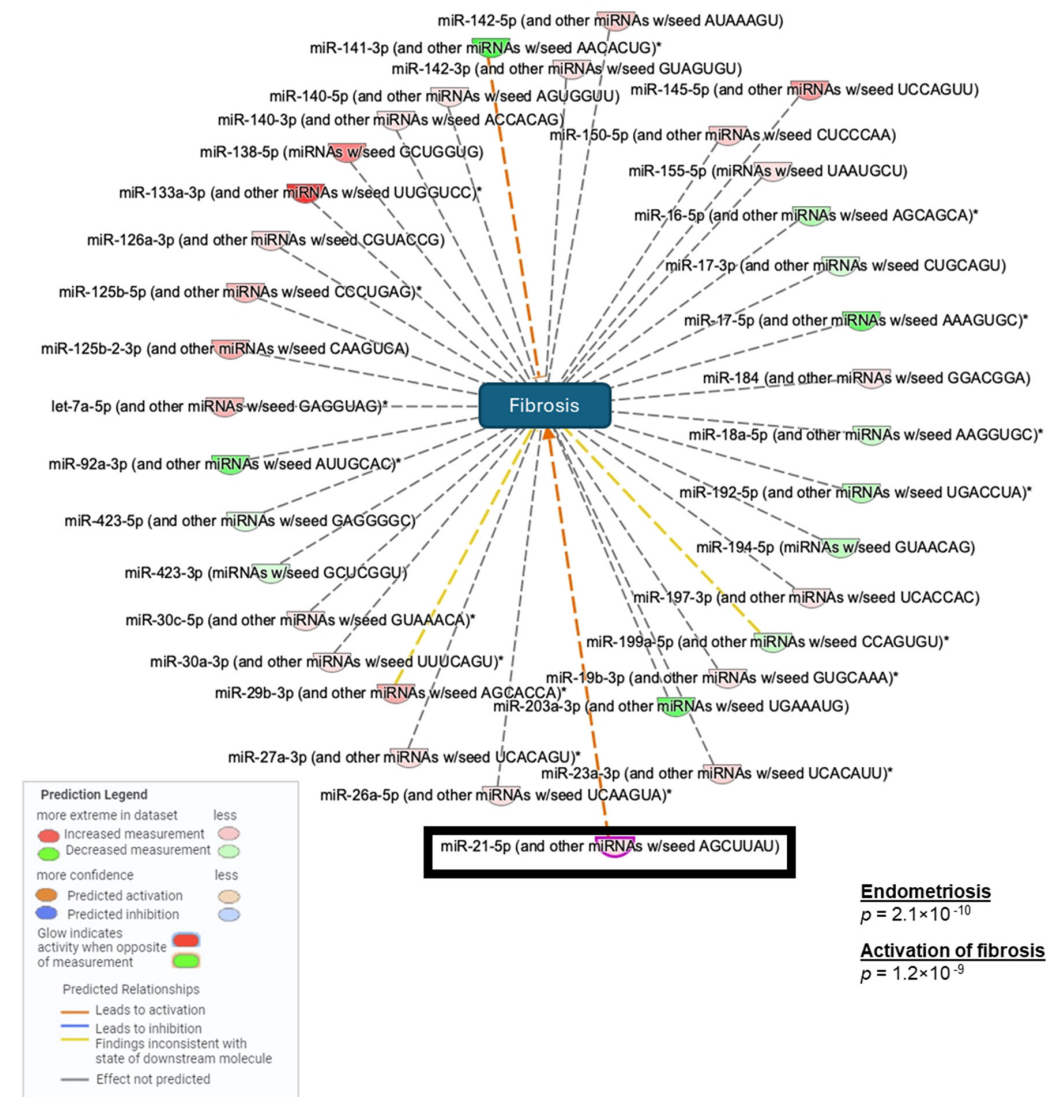 miR-142-5p (and other miRNAs w/seed AUAAAGU)
miR-141-3p (and other miRNAs w/seed AACACUG)*
miR-142-3p (and other miRNAs w/seed GUAGUGU)
miR-145-5p (and other miRNAs w/seed UCCAGUU)
miR-140-5p (and other miRNAs w/seed AGUGGUU)
miR-140-3p (and other miRNAs w/seed ACCACAG)
miR-150-5p (and other miRNAs w/seed CUCCCAA)
miR-138-5p (miRNAs w/seed GCUGGUG)
miR-155-5p (miRNAs w/seed UAAUGCU)
miR-133a-3p (and other miRNAs w/seed UUGGUCC)*
miR-16-5p (and other miRNAs w/seed AGCAGCA)*
miR-126a-3p (and other miRNAs w/seed CGUACCG)
miR-17-3p (and other miRNAs w/seed CUGCAGU)
miR-125b-5p (and other miRNAs w/seed CCCUGAG)*
miR-17-5p (and other miRNAs w/seed AAAGUGC)*
miR-125b-2-3p (and other miRNAs w/seed CAAGUCA)
miR-184 (and other miRNAs w/seed GGACGGA)
let-7a-5p (and other miRNAs w/seed GAGGUAG)*
Fibrosis
miR-18a-5p (and other miRNAs w/seed AAGGUGC)*
miR-92a-3p (and other miRNAs w/seed AUUGCAC)*
miR-192-5p (and other miRNAs w/seed UGACCUA)*
miR-423-5p (and other miRNAs w/seed GAGGGGC)
miR-194-5p (miRNAs w/seed GUAACAG)
miR-423-3p (miRNAs w/seed GCUCGGU)
miR-197-3p (and other miRNAs w/seed UCACCAC)
miR-30c-5p (and other miRNAs w/seed GUAAACA)*
miR-199a-5p (and other miRNAs w/seed CCAGUGU)*
miR-30a-3p (and other miRNAs w/seed UUUCAGU)*
miR-19b-3p (and other miRNAs w/seed GUGCAAA)*
miR-29b-3p (and other miRNAs w/seed AGCACCA)*
miR-203a-3p (and other miRNAs w/seed UGAAAUG)
miR-27a-3p (and other miRNAs w/seed UCACAGU)*
miR-23a-3p (and other miRNAs w/seed UCACAUU)*
miR-26a-5p (and other miRNAs w/seed UCAAGUA)*
miR-21-5p (and other miRNAs w/seed AGCUUAU)
Prediction Legend
more extreme in dataset less
Increased measurement
Decreased measurement
more confidence less
Predicted activation
Predicted inhibition
Glow indicates
activity when opposite
of measurement
Predicted Relationships
Leads to activation
Leads to inhibition
Findings inconsistent with
state of downstream molecule
Effect not predicted
Endometriosis
p = 2.1×10 -10
Activation of fibrosis
p = 1.2×10 -9